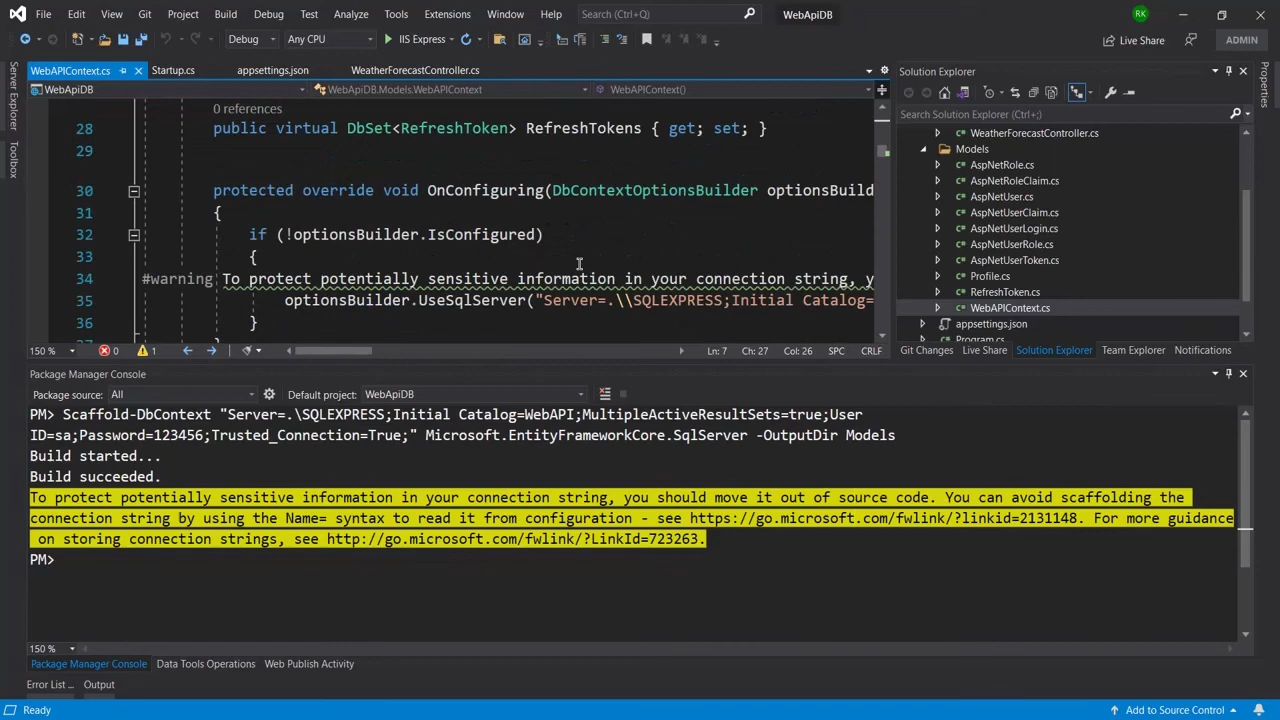 File Edit View Git Project Build Debug Test Analyze Tools Extensions Window Help Search (Ctrl+Q) WebApiDB RK
Debug Any CPU IIS Express Live Share ADMIN
WebAPIContext.cs Startup.cs appsettings.json WeatherForecastController.cs
WebApiDB WebApiDB.Models.WebAPIContext WebAPIContext()
Server Explorer
Toolbox
0 references
28 public virtual DbSet<RefreshToken> RefreshTokens { get; set; }
29
30 protected override void OnConfiguring(DbContextOptionsBuilder optionsBuild
31 {
32 if (!optionsBuilder.IsConfigured)
33 {
34 #warning To protect potentially sensitive information in your connection string, y
35 optionsBuilder.UseSqlServer("Server=.\\SQLEXPRESS;Initial Catalog=
36 }
150 % 0 1 Ln: 7 Ch: 27 Col: 26 SPC CRLF
Solution Explorer
Search Solution Explorer (Ctrl+;)
WeatherForecastController.cs
Models
AspNetRole.cs
AspNetRoleClaim.cs
AspNetUser.cs
AspNetUserClaim.cs
AspNetUserLogin.cs
AspNetUserRole.cs
AspNetUserToken.cs
Profile.cs
RefreshToken.cs
WebAPIContext.cs
appsettings.json
Program.cs
Git Changes Live Share Solution Explorer Team Explorer Notifications
Package Manager Console
Package source: All Default project: WebApiDB
PM> Scaffold-DbContext "Server=.\SQLEXPRESS;Initial Catalog=WebAPI;MultipleActiveResultSets=true;User
ID=sa;Password=123456;Trusted_Connection=True;" Microsoft.EntityFrameworkCore.SqlServer -OutputDir Models
Build started...
Build succeeded.
To protect potentially sensitive information in your connection string, you should move it out of source code. You can avoid scaffolding the
connection string by using the Name= syntax to read it from configuration - see https://go.microsoft.com/fwlink/?linkid=2131148. For more guidance
on storing connection strings, see http://go.microsoft.com/fwlink/?LinkId=723263.
PM>
150 %
Package Manager Console Data Tools Operations Web Publish Activity
Error List ... Output
Ready Add to Source Control